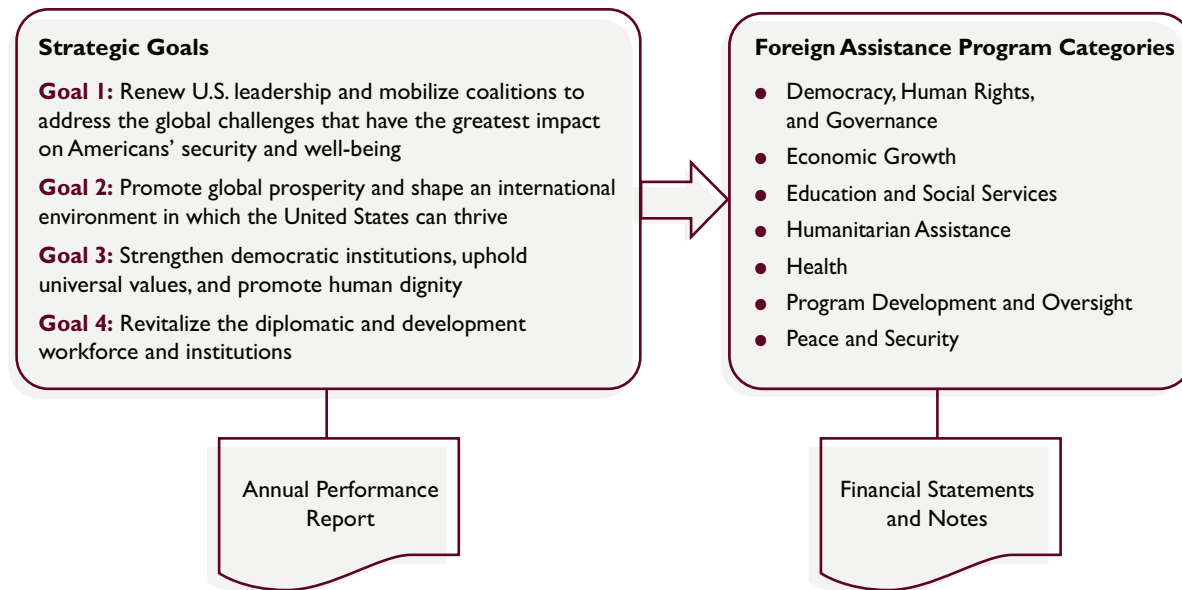 Strategic Goals
Goal 1: Renew U.S. leadership and mobilize coalitions to
address the global challenges that have the greatest impact
on Americans’ security and well-being
Goal 2: Promote global prosperity and shape an international
environment in which the United States can thrive
Goal 3: Strengthen democratic institutions, uphold
universal values, and promote human dignity
Goal 4: Revitalize the diplomatic and development
workforce and institutions
Foreign Assistance Program Categories
● Democracy, Human Rights,
and Governance
● Economic Growth
● Education and Social Services
● Humanitarian Assistance
● Health
● Program Development and Oversight
● Peace and Security
Annual Performance
Report
Financial Statements
and Notes